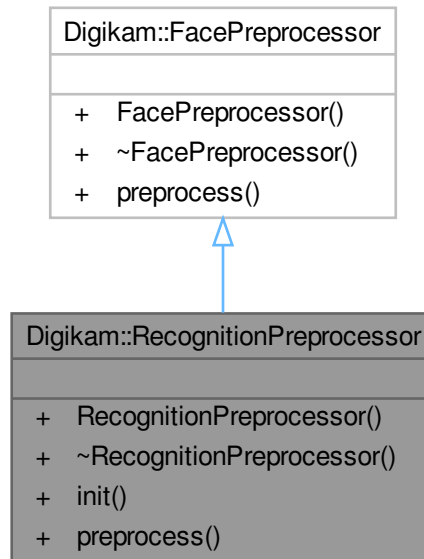 Digikam::FacePreprocessor
+ FacePreprocessor()
+ ~FacePreprocessor()
+ preprocess()
Digikam::RecognitionPreprocessor
+ RecognitionPreprocessor()
+ ~RecognitionPreprocessor()
+ init()
+ preprocess()